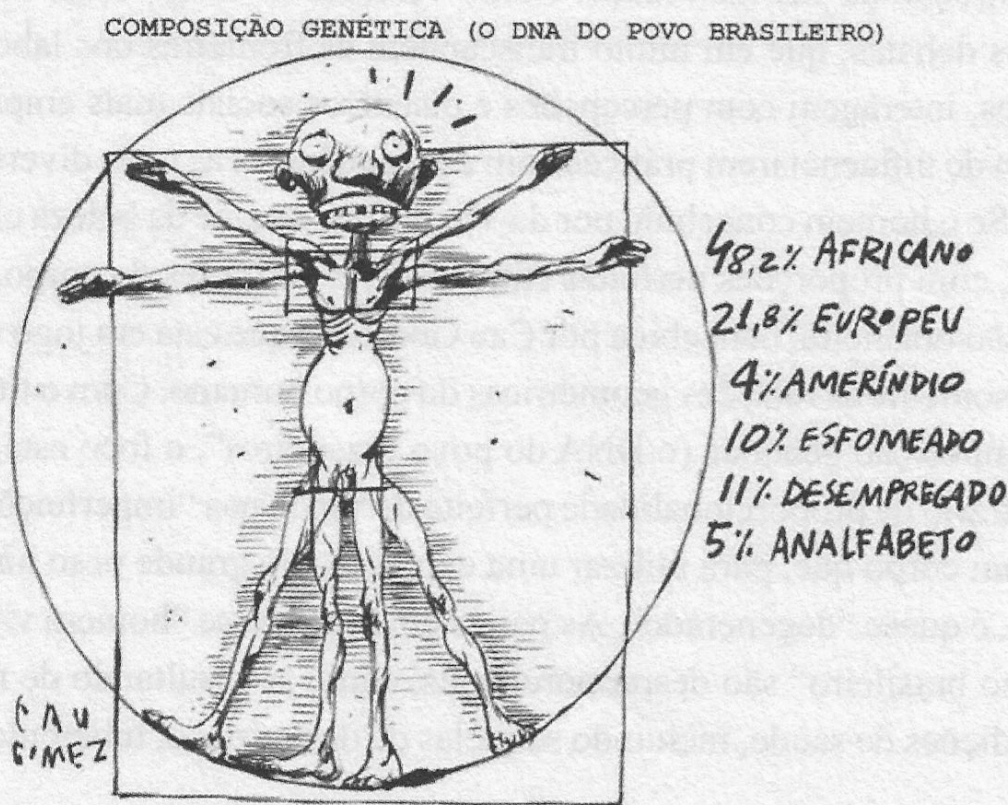 COMPOSIÇÃO GENÉTICA (O DNA DO POVO BRASILEIRO)
48,2% AFRICANO
21,8% EUROPEU
4% AMERÍNDIO
10% ESFOMEADO
11% DESEMPREGADO
5% ANALFABETO
CAU
GIMEZ